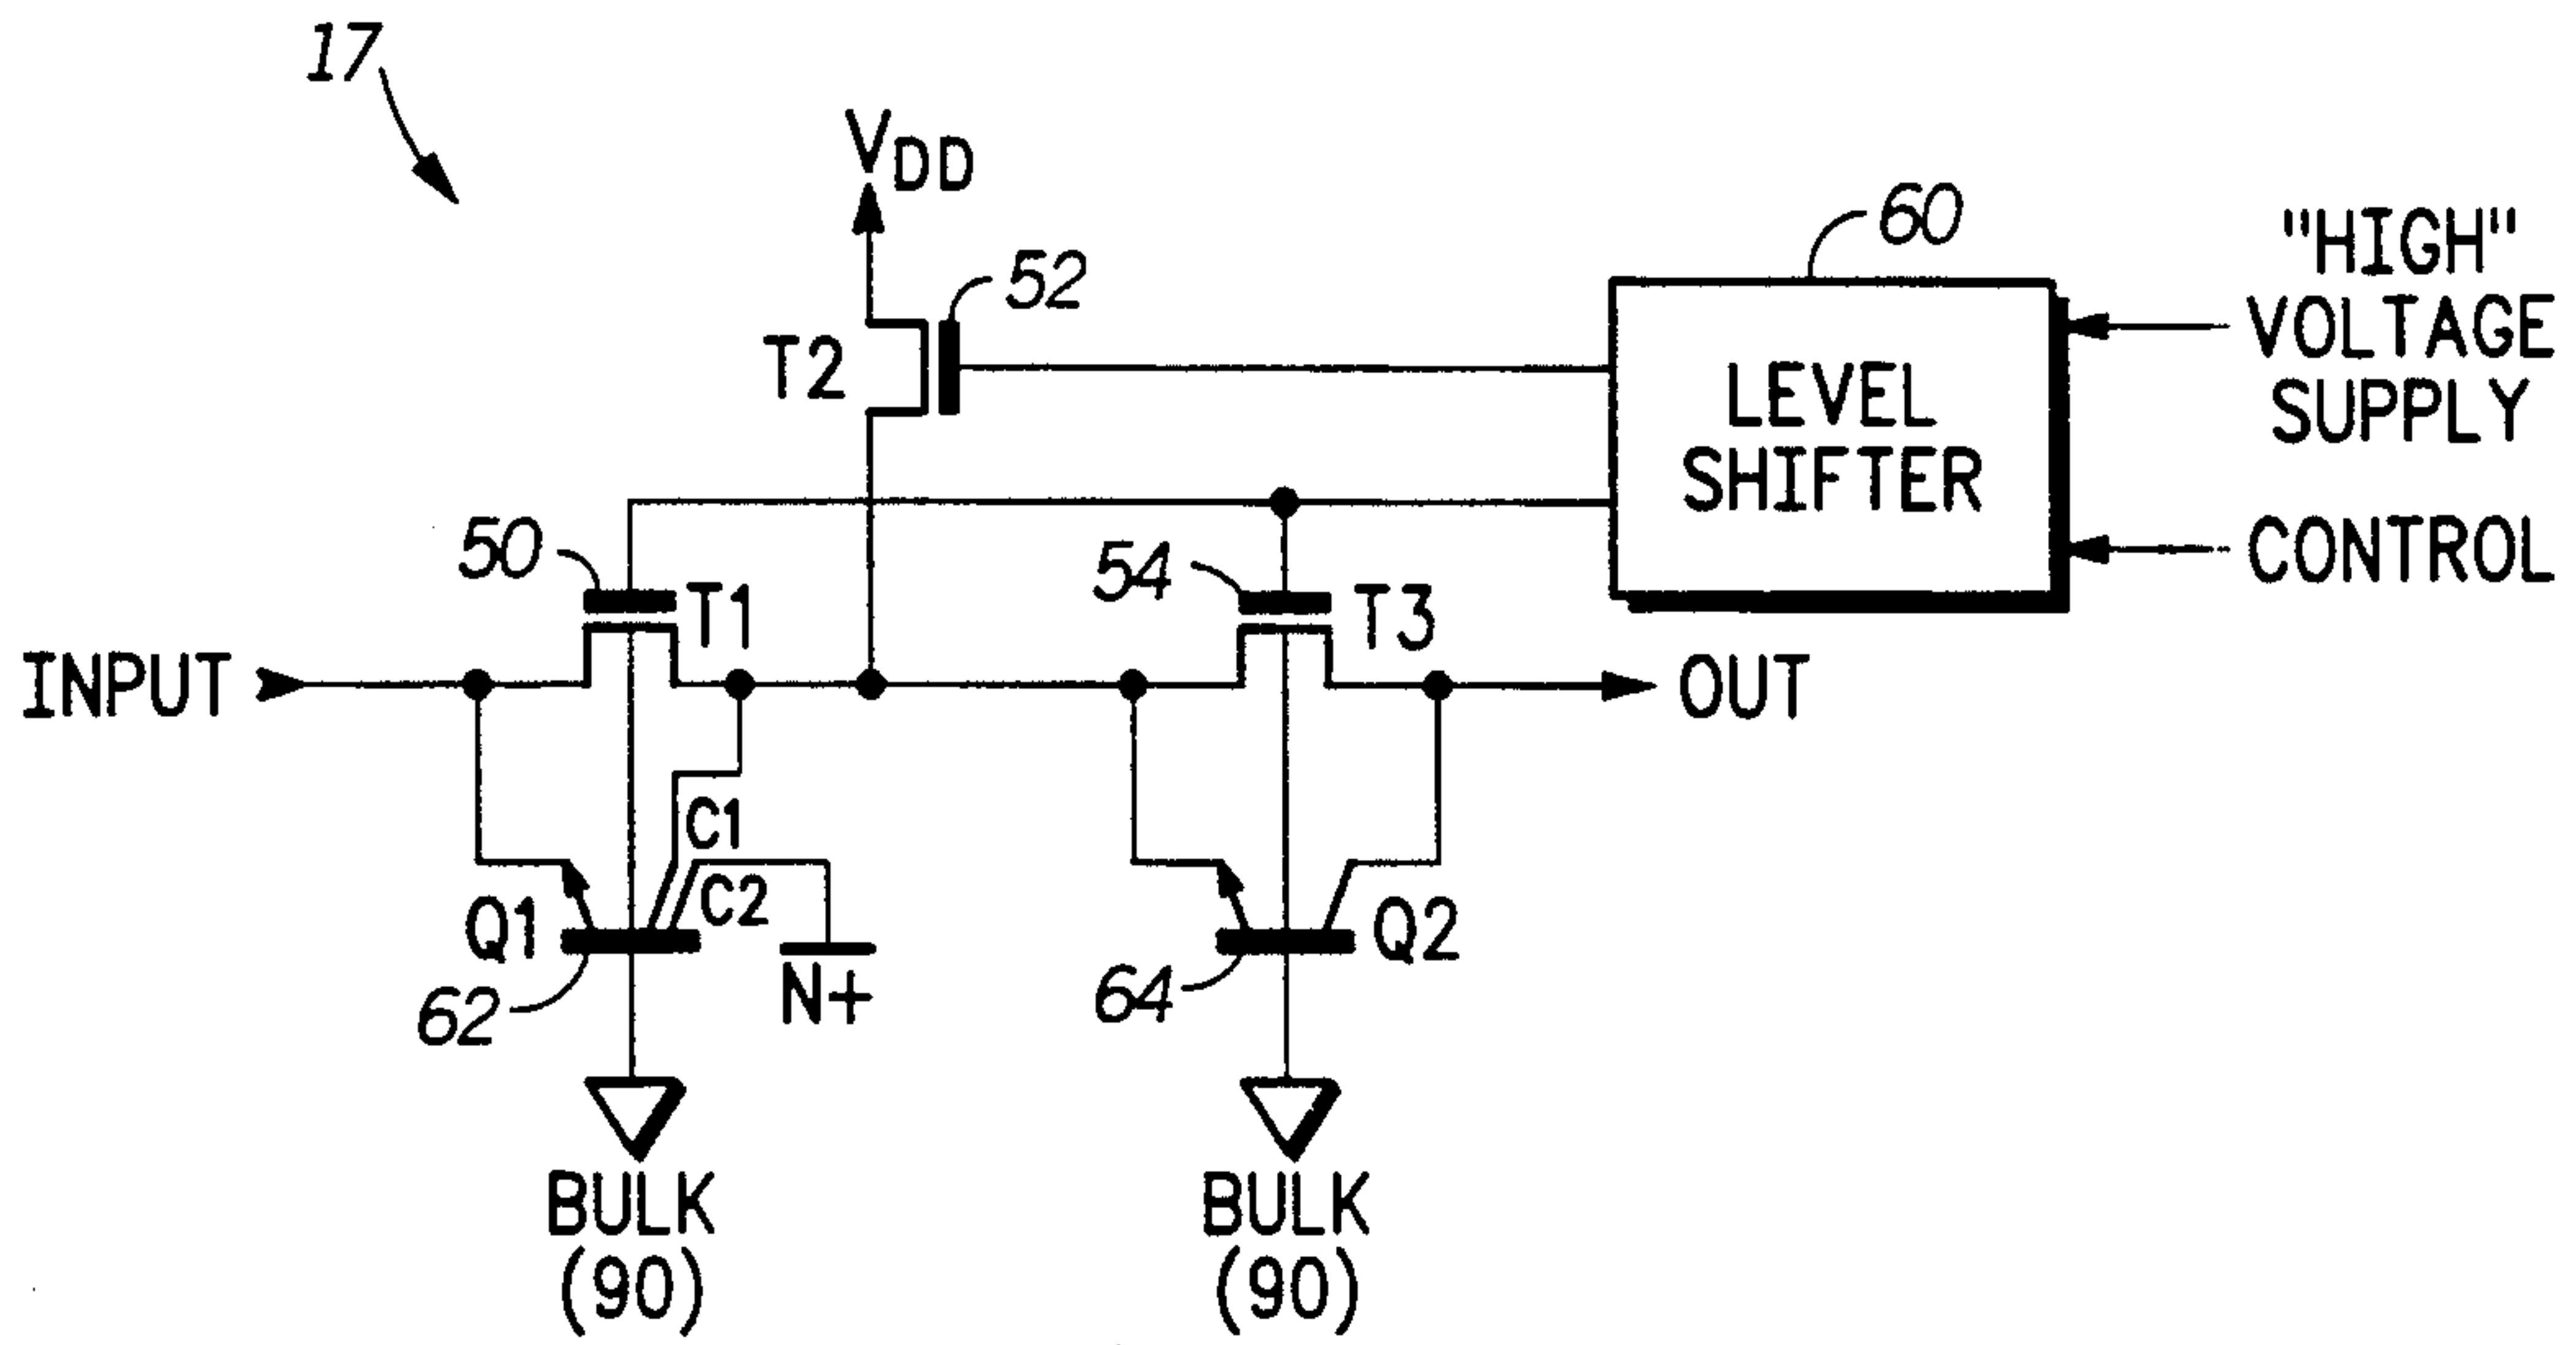 17
VDD
52
T2
60
LEVEL
SHIFTER
"HIGH"
VOLTAGE
SUPPLY
CONTROL
50
T1
54
T3
INPUT
OUT
C1
C2
Q1
62
N+
Q2
64
BULK
(90)
BULK
(90)